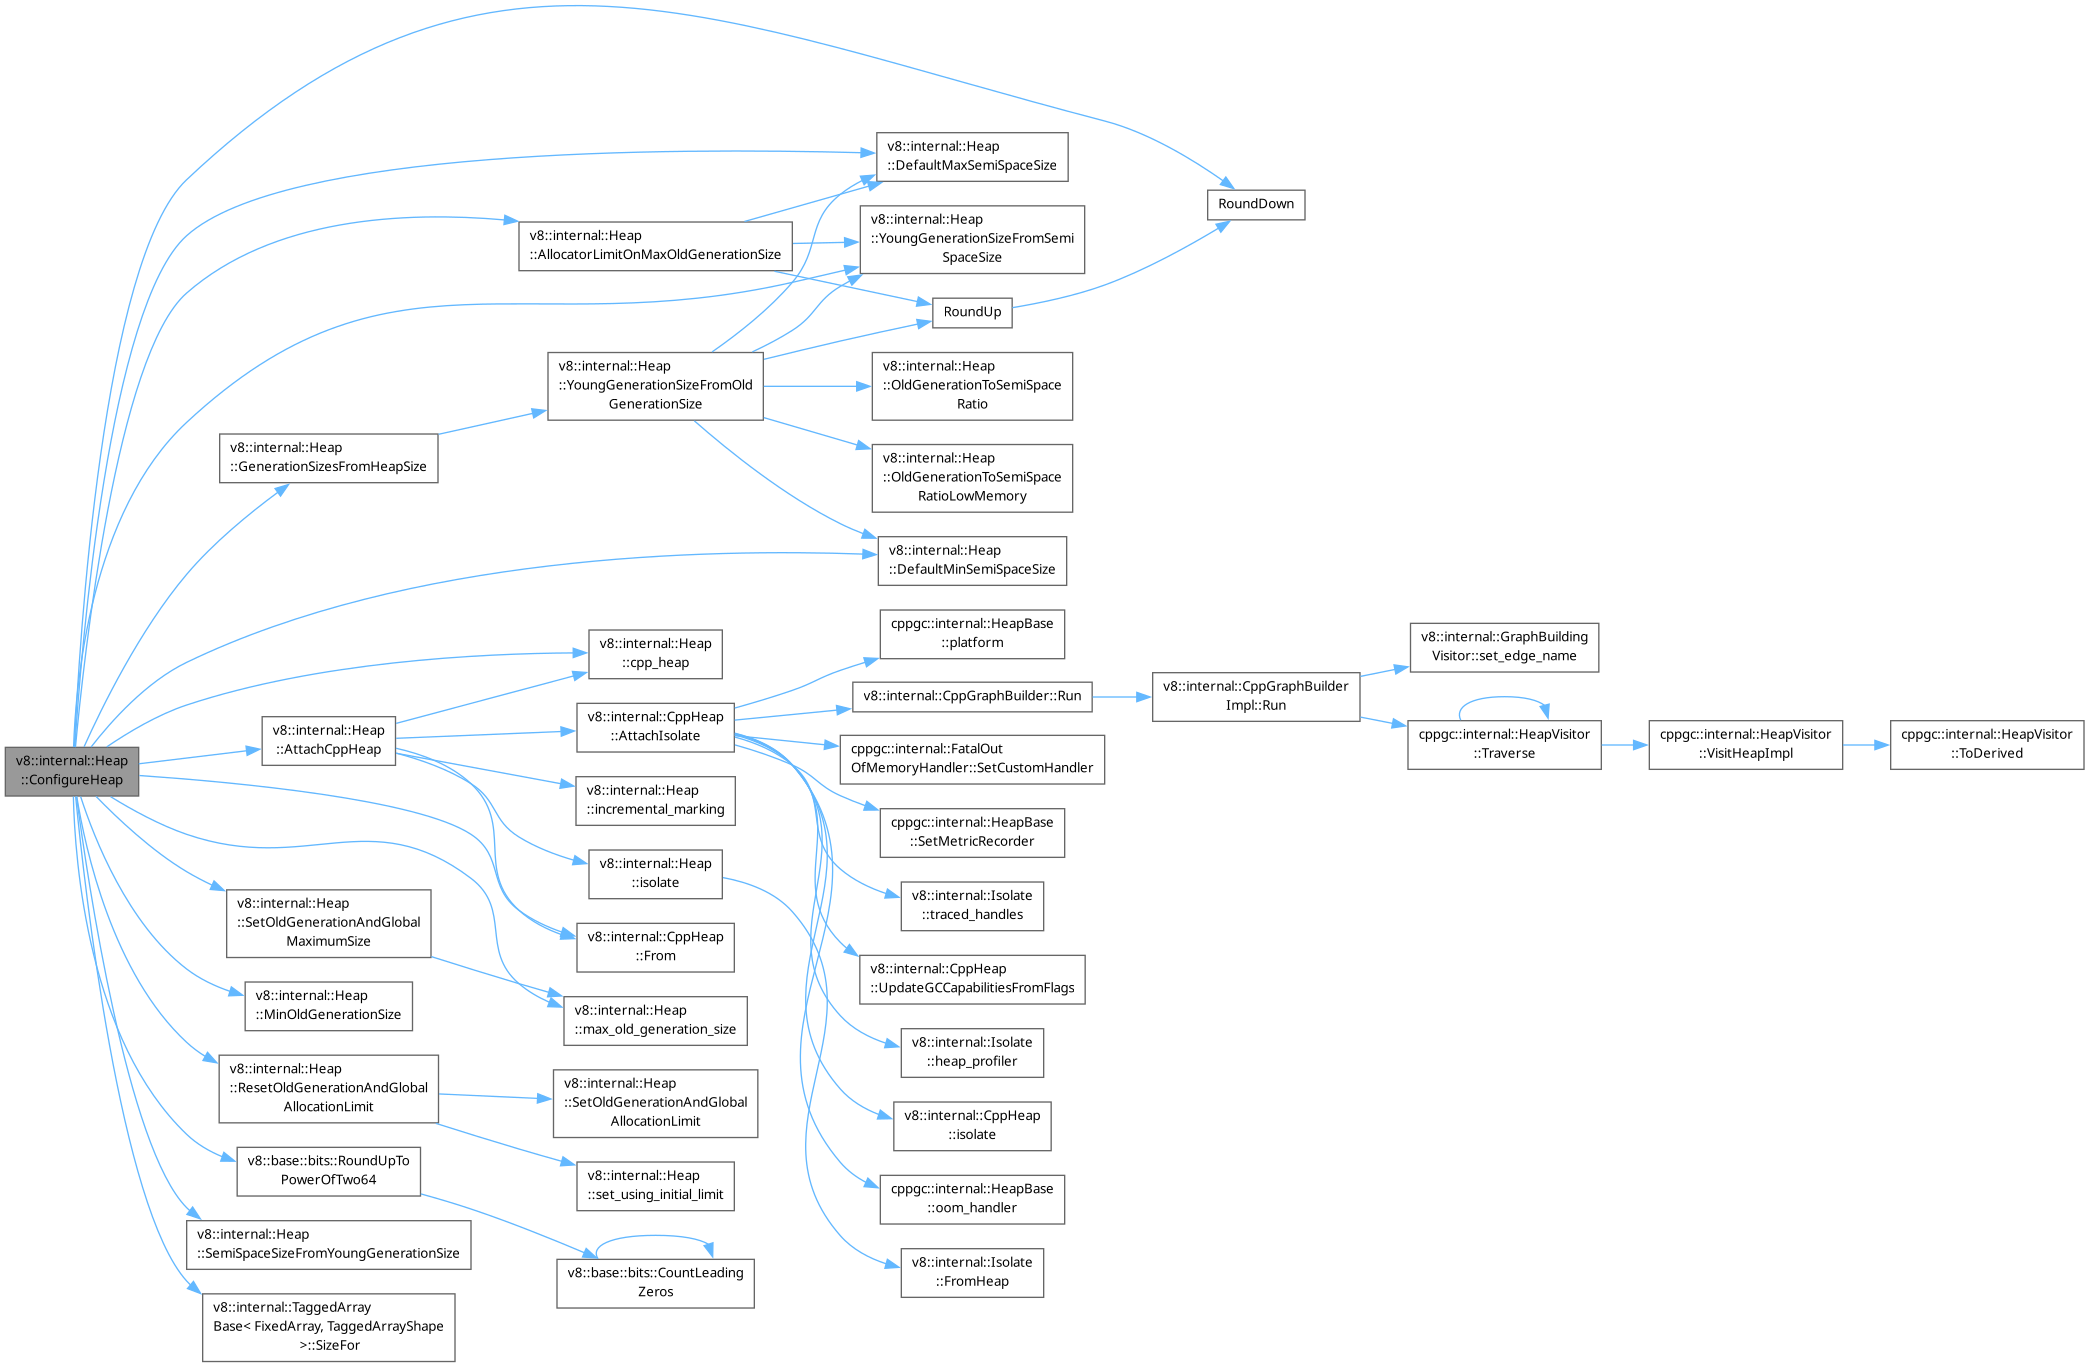 v8::internal::Heap
::ConfigureHeap
v8::internal::Heap
::DefaultMaxSemiSpaceSize
RoundDown
v8::internal::Heap
::AllocatorLimitOnMaxOldGenerationSize
v8::internal::Heap
::YoungGenerationSizeFromSemi
SpaceSize
RoundUp
v8::internal::Heap
::YoungGenerationSizeFromOld
GenerationSize
v8::internal::Heap
::OldGenerationToSemiSpace
Ratio
v8::internal::Heap
::GenerationSizesFromHeapSize
v8::internal::Heap
::OldGenerationToSemiSpace
RatioLowMemory
v8::internal::Heap
::DefaultMinSemiSpaceSize
v8::internal::Heap
::cpp_heap
cppgc::internal::HeapBase
::platform
v8::internal::GraphBuilding
Visitor::set_edge_name
v8::internal::Heap
::AttachCppHeap
v8::internal::CppHeap
::AttachIsolate
v8::internal::CppGraphBuilder::Run
v8::internal::CppGraphBuilder
Impl::Run
cppgc::internal::HeapVisitor
::Traverse
cppgc::internal::HeapVisitor
::VisitHeapImpl
cppgc::internal::HeapVisitor
::ToDerived
cppgc::internal::FatalOut
OfMemoryHandler::SetCustomHandler
v8::internal::Heap
::incremental_marking
cppgc::internal::HeapBase
::SetMetricRecorder
v8::internal::Heap
::isolate
v8::internal::Isolate
::traced_handles
v8::internal::Heap
::SetOldGenerationAndGlobal
MaximumSize
v8::internal::CppHeap
::From
v8::internal::CppHeap
::UpdateGCCapabilitiesFromFlags
v8::internal::Heap
::MinOldGenerationSize
v8::internal::Heap
::max_old_generation_size
v8::internal::Isolate
::heap_profiler
v8::internal::Heap
::ResetOldGenerationAndGlobal
AllocationLimit
v8::internal::Heap
::SetOldGenerationAndGlobal
AllocationLimit
v8::internal::CppHeap
::isolate
v8::base::bits::RoundUpTo
PowerOfTwo64
v8::internal::Heap
::set_using_initial_limit
cppgc::internal::HeapBase
::oom_handler
v8::internal::Heap
::SemiSpaceSizeFromYoungGenerationSize
v8::base::bits::CountLeading
Zeros
v8::internal::Isolate
::FromHeap
v8::internal::TaggedArray
Base< FixedArray, TaggedArrayShape
>::SizeFor